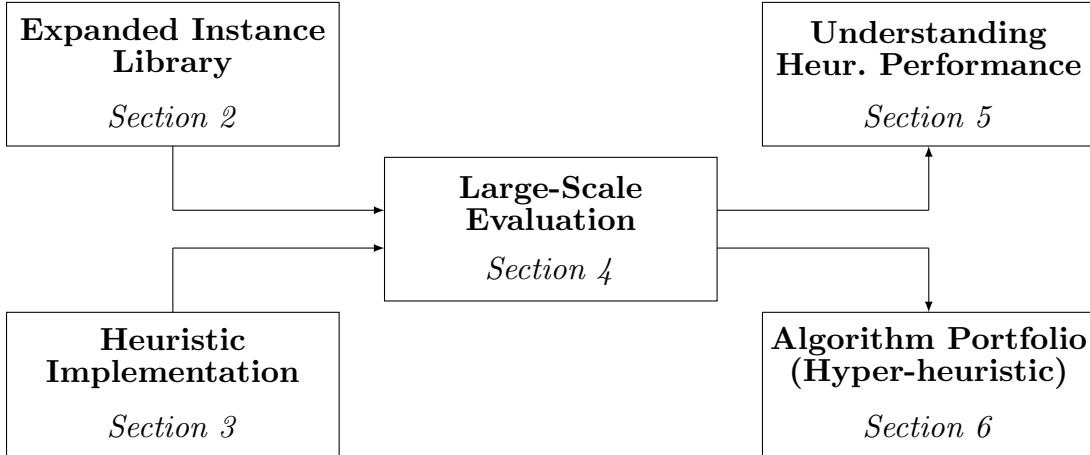 Expanded Instance
Library
Section 2
Understanding
Heur. Performance
Section 5
Large-Scale
Evaluation
Section 4
Heuristic
Implementation
Section 3
Algorithm Portfolio
(Hyper-heuristic)
Section 6